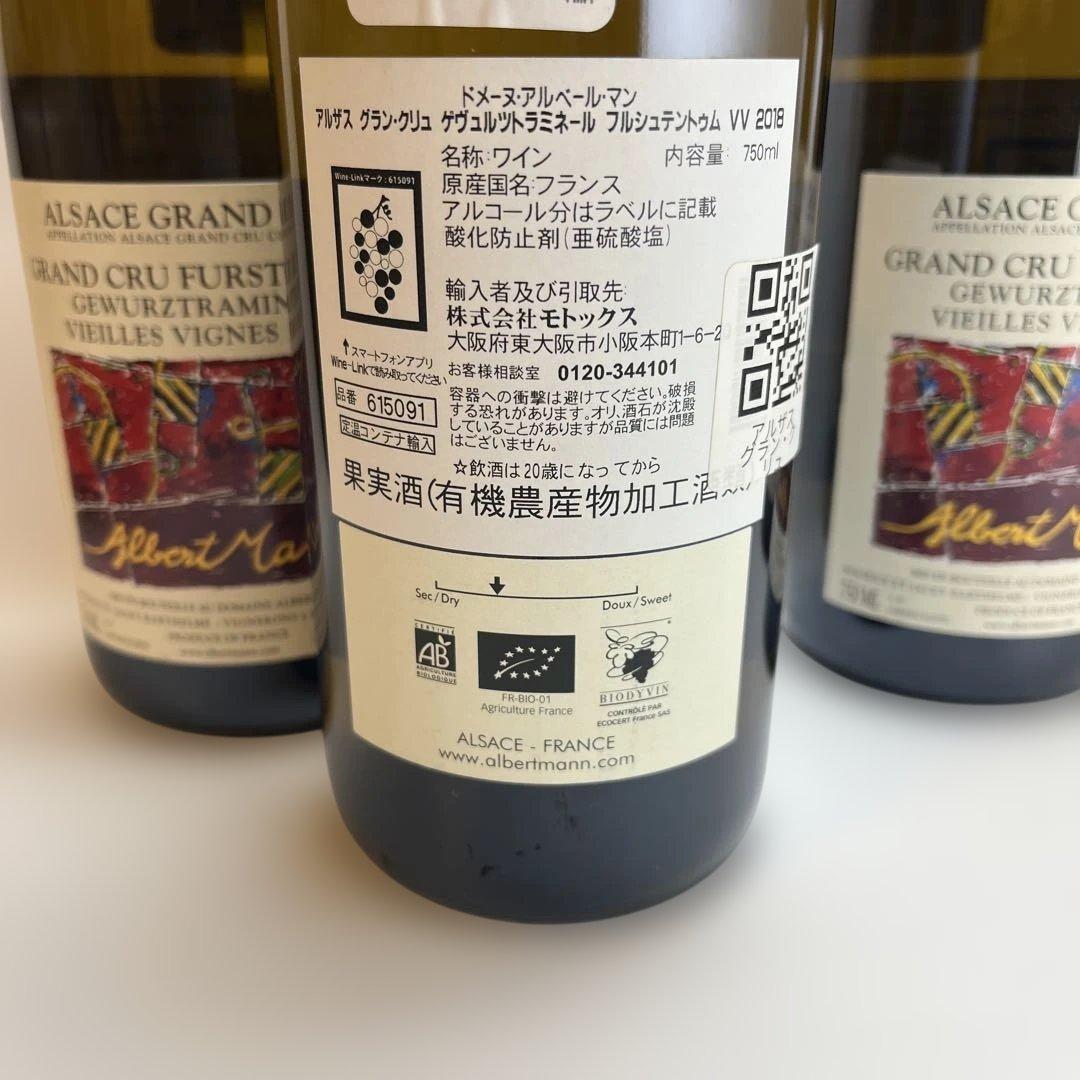 ドメーヌ・アルベール・マン
アルザス グラン・クリュ ゲヴュルツトラミネール フルシュテントゥム VV 2018
名称:ワイン 内容量: 750ml
原産国名:フランス
アルコール分はラベルに記載
酸化防止剤(亜硫酸塩)
Wine-Linkマーク:615091
輸入者及び引取先:
株式会社モトックス
大阪府東大阪市小阪本町1-6-2
↑スマートフォンアプリ
Wine-Linkで読み取ってください
お客様相談室 0120-344101
品番 615091
定温コンテナ輸入
容器への衝撃は避けてください。破損
する恐れがあります。オリ、酒石が沈殿
していることがありますが品質には問題
はございません。
☆飲酒は20歳になってから
果実酒(有機農産物加工酒
アルザス
グラン・ク
Sec/Dry Doux/Sweet
CERTIFIÉ
AB
AGRICULTURE
BIOLOGIQUE
FR-BIO-01
Agriculture France
BIODYVIN
CONTRÔLÉ PAR
ECOCERT France SAS
ALSACE - FRANCE
www.albertmann.com
ALSACE GRAND
APPELLATION ALSACE GRAND CRU
GRAND CRU FURST
GEWURZTRAMIN
VIEILLES VIGNES
Albert Ma
PRODUCE OF FRANCE
ALSACE G
APPELLATION ALSACE
GRAND CRU
GEWURZT
VIEILLES V
Albert M
750 ML